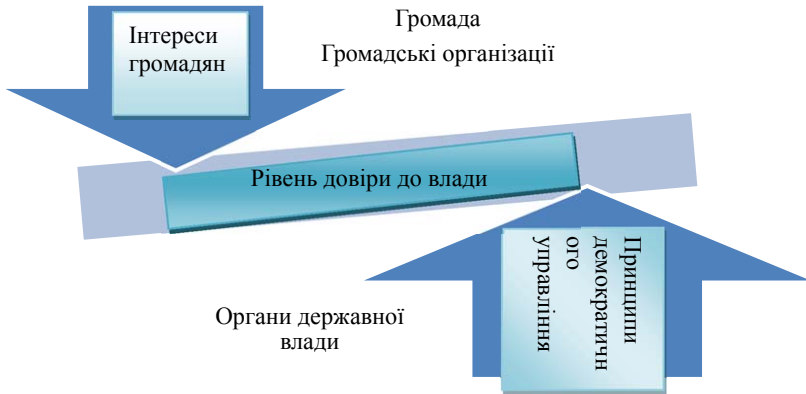 Інтереси
громадян
Громада
Громадські організації
Рівень довіри до влади
Принципи
демократичн
ого
управління
Органи державної
влади